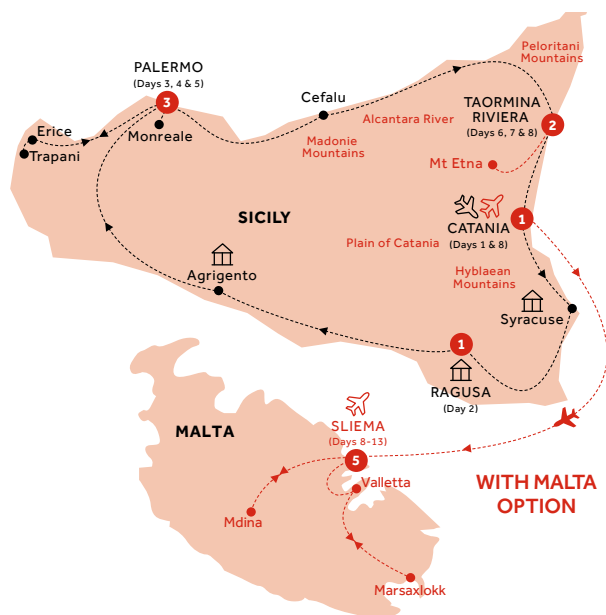 Peloritani
Mountains
PALERMO
(Days 3, 4 & 5)
3
Cefalu
TAORMINA
RIVIERA
(Days 6, 7 & 8)
2
Alcantara River
Erice
Trapani
Monreale
Madonie
Mountains
Mt Etna
SICILY
1
CATANIA
(Days 1 & 8)
Plain of Catania
Agrigento
Hyblaean
Mountains
Syracuse
1
RAGUSA
(Day 2)
SLIEMA
(Days 8-13)
5
MALTA
Valletta
WITH MALTA
OPTION
Mdina
Marsaxlokk